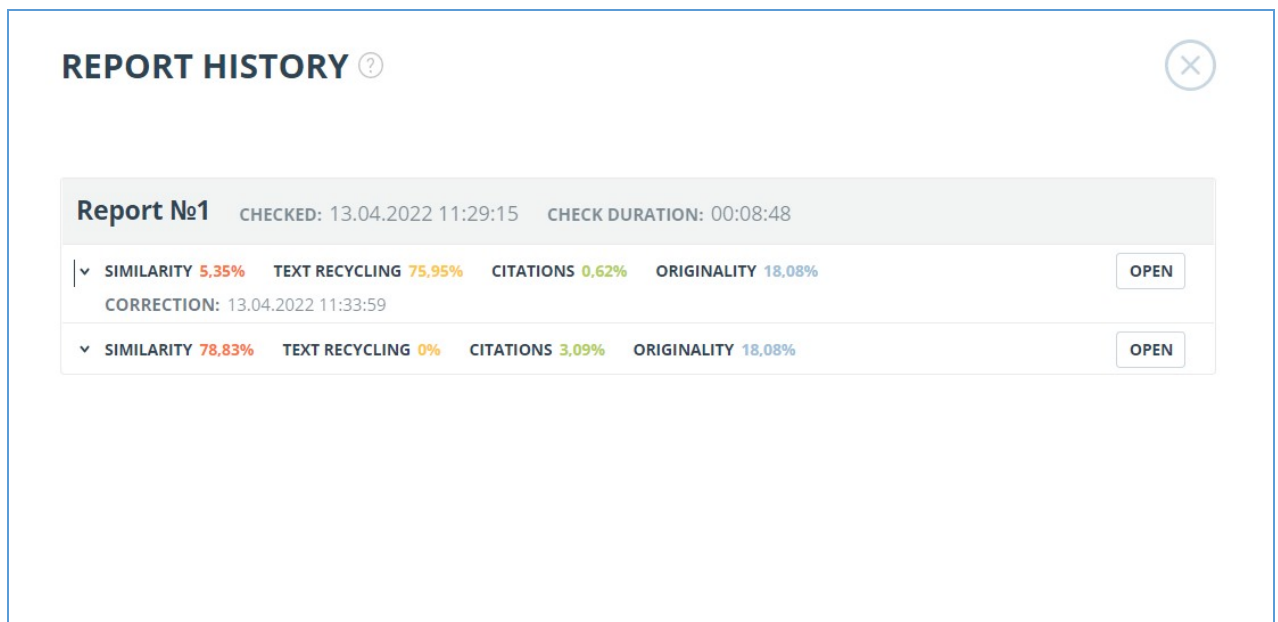 REPORT HISTORY ?
Report №1 CHECKED: 13.04.2022 11:29:15 CHECK DURATION: 00:08:48
SIMILARITY 5,35% TEXT RECYCLING 75,95% CITATIONS 0,62% ORIGINALITY 18,08% OPEN
CORRECTION: 13.04.2022 11:33:59
SIMILARITY 78,83% TEXT RECYCLING 0% CITATIONS 3,09% ORIGINALITY 18,08% OPEN